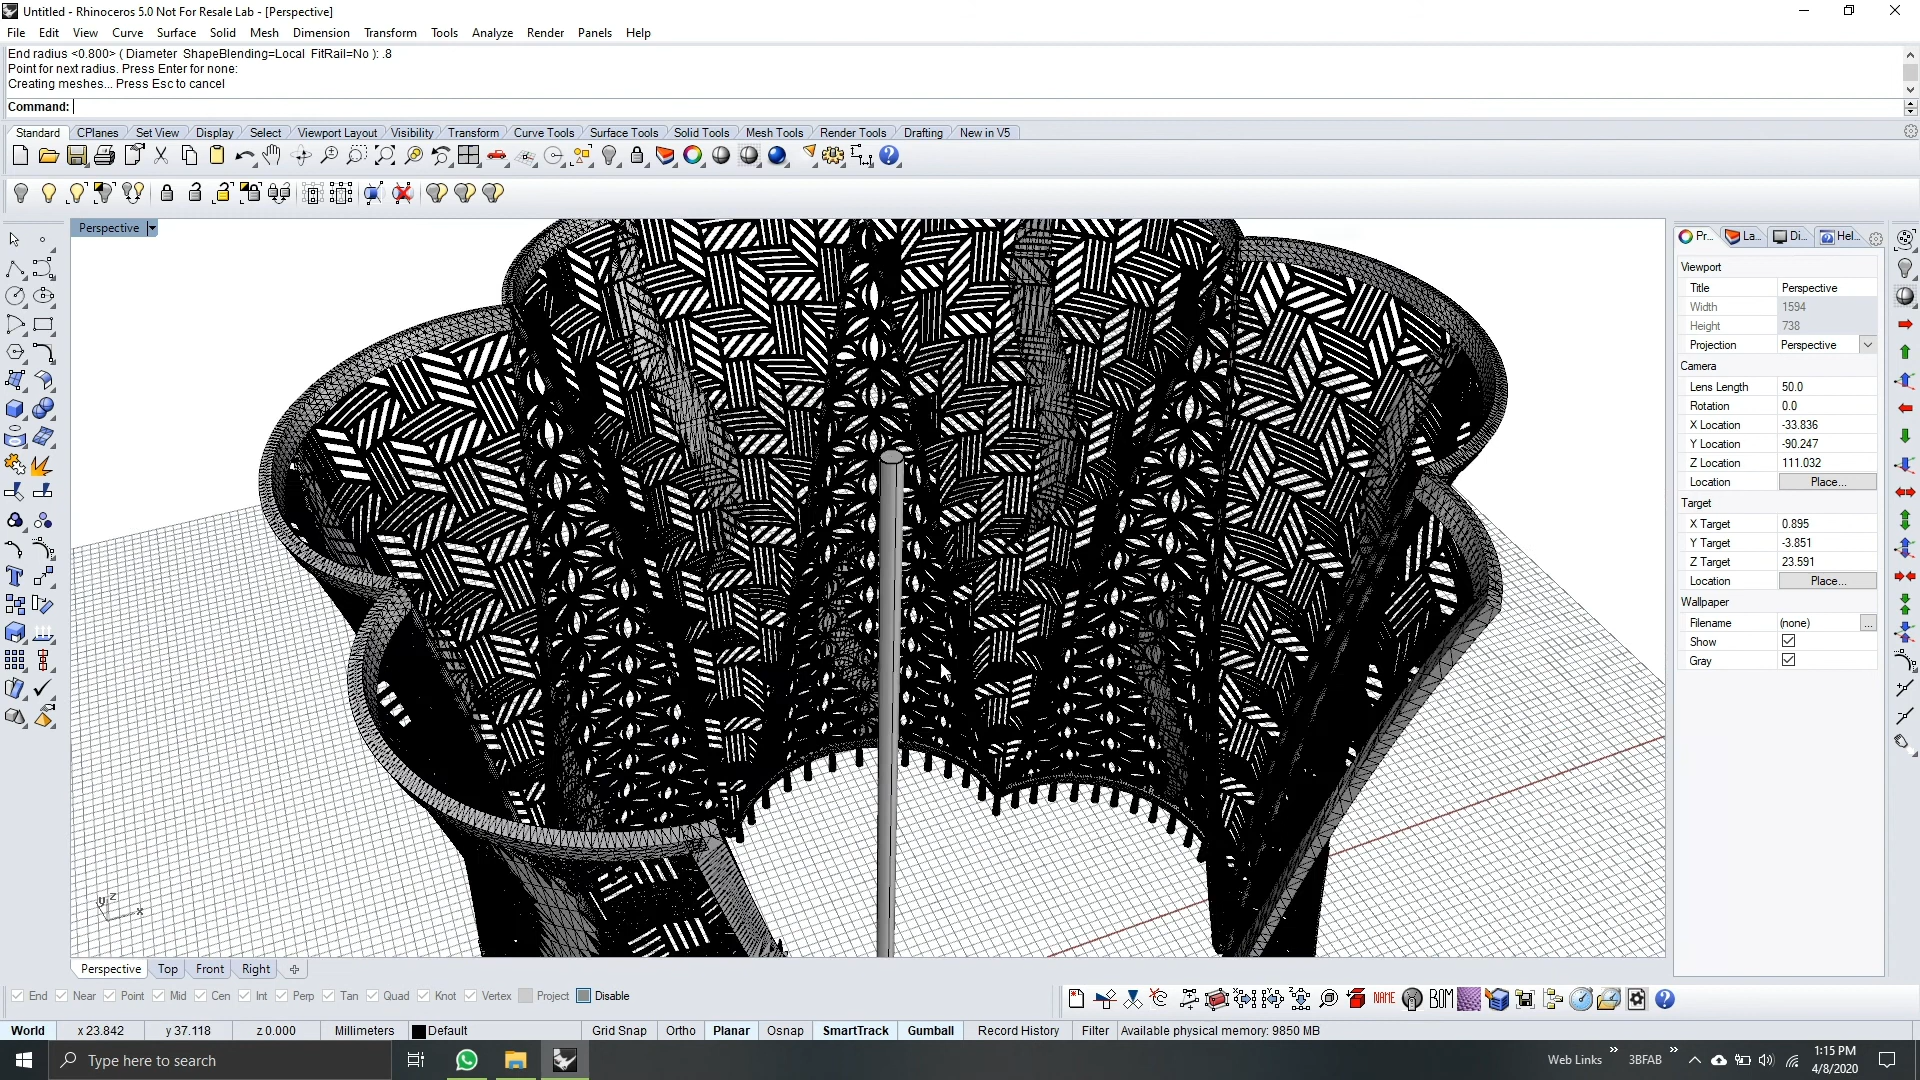 Untitled - Rhinoceros 5.0 Not For Resale Lab - [Perspective]
File Edit View Curve Surface Solid Mesh Dimension Transform Tools Analyze Render Panels Help
End radius <0.800> ( Diameter ShapeBlending=Local FitRail=No ): .8
Point for next radius. Press Enter for none:
Creating meshes... Press Esc to cancel
Command:
Standard CPlanes Set View Display Select Viewport Layout Visibility Transform Curve Tools Surface Tools Solid Tools Mesh Tools Render Tools Drafting New in V5
Perspective
Pr... La... Di... Hel...
Viewport
Title Perspective
Width 1594
Height 738
Projection Perspective
Camera
Lens Length 50.0
Rotation 0.0
X Location -33.836
Y Location -90.247
Z Location 111.032
Location Place...
Target
X Target 0.895
Y Target -3.851
Z Target 23.591
Location Place...
Wallpaper
Filename (none) ...
Show
Gray
z
y
x
Perspective Top Front Right
End Near Point Mid Cen Int Perp Tan Quad Knot Vertex Project Disable
NAME BOM
World x 23.842 y 37.118 z 0.000 Millimeters Default Grid Snap Ortho Planar Osnap SmartTrack Gumball Record History Filter Available physical memory: 9850 MB
Type here to search
Web Links » 3BFAB »
1:15 PM
4/8/2020